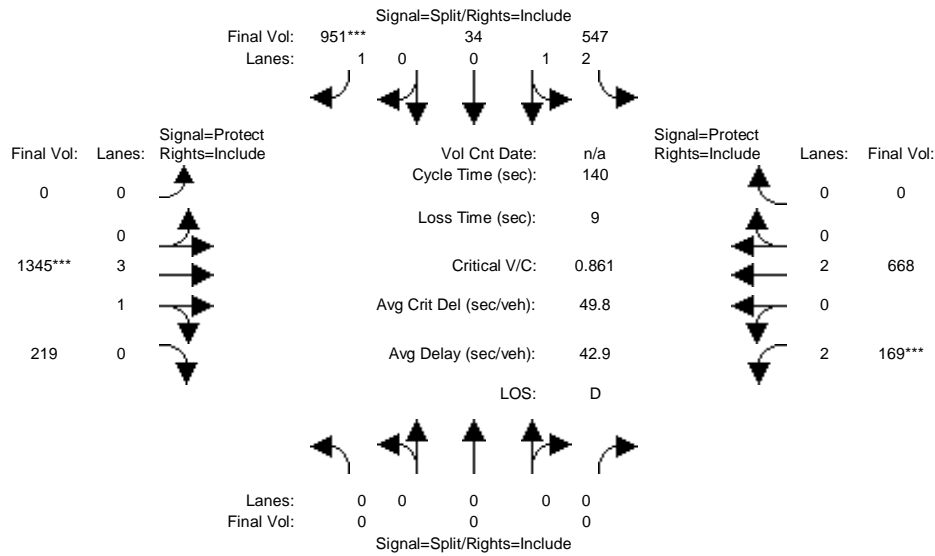 Signal=Split/Rights=Include
Final Vol: 951*** 34 547
Lanes: 1 0 0 1 2
Signal=Protect Signal=Protect
Final Vol: Lanes: Rights=Include Vol Cnt Date: n/a Rights=Include Lanes: Final Vol:
Cycle Time (sec): 140
0 0 0 0
Loss Time (sec): 9
0 0
1345*** 3 Critical V/C: 0.861 2 668
1 Avg Crit Del (sec/veh): 49.8 0
219 0 Avg Delay (sec/veh): 42.9 2 169***
LOS: D
Lanes: 0 0 0 0 0
Final Vol: 0 0 0
Signal=Split/Rights=Include